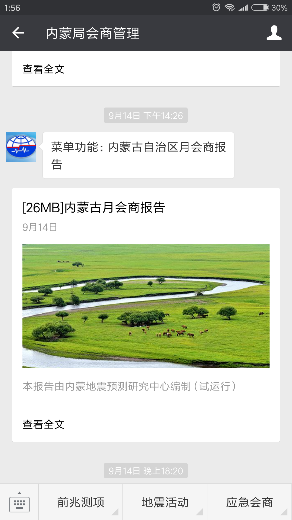 1:56
30%
内蒙局会商管理
查看全文
9月14日 下午14:26
菜单功能：内蒙古自治区月会商报
告
[26MB]内蒙古月会商报告
9月14日
本报告由内蒙地震预测研究中心编制（试运行）
查看全文
9月14日 晚上18:20
前兆测项
地震活动
应急会商